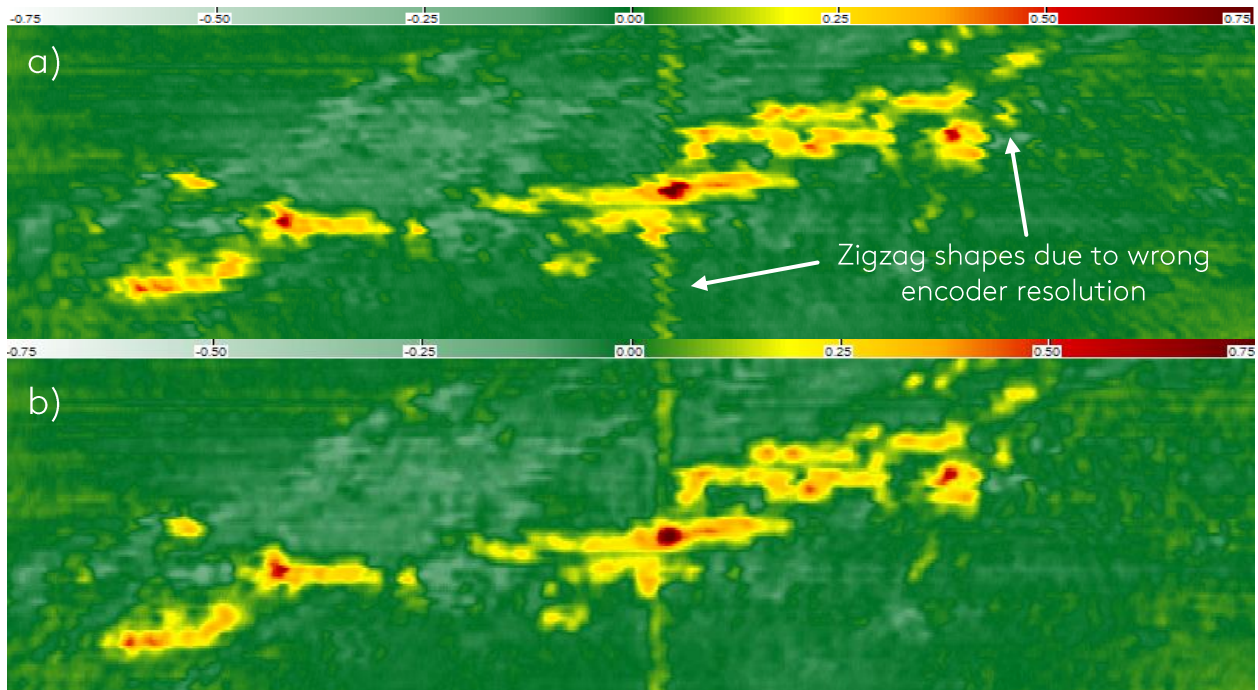 -0.75 -0.50 -0.25 0.00 0.25 0.50 0.75
a)
Zigzag shapes due to wrong
encoder resolution
-0.75 -0.50 -0.25 0.00 0.25 0.50 0.75
b)